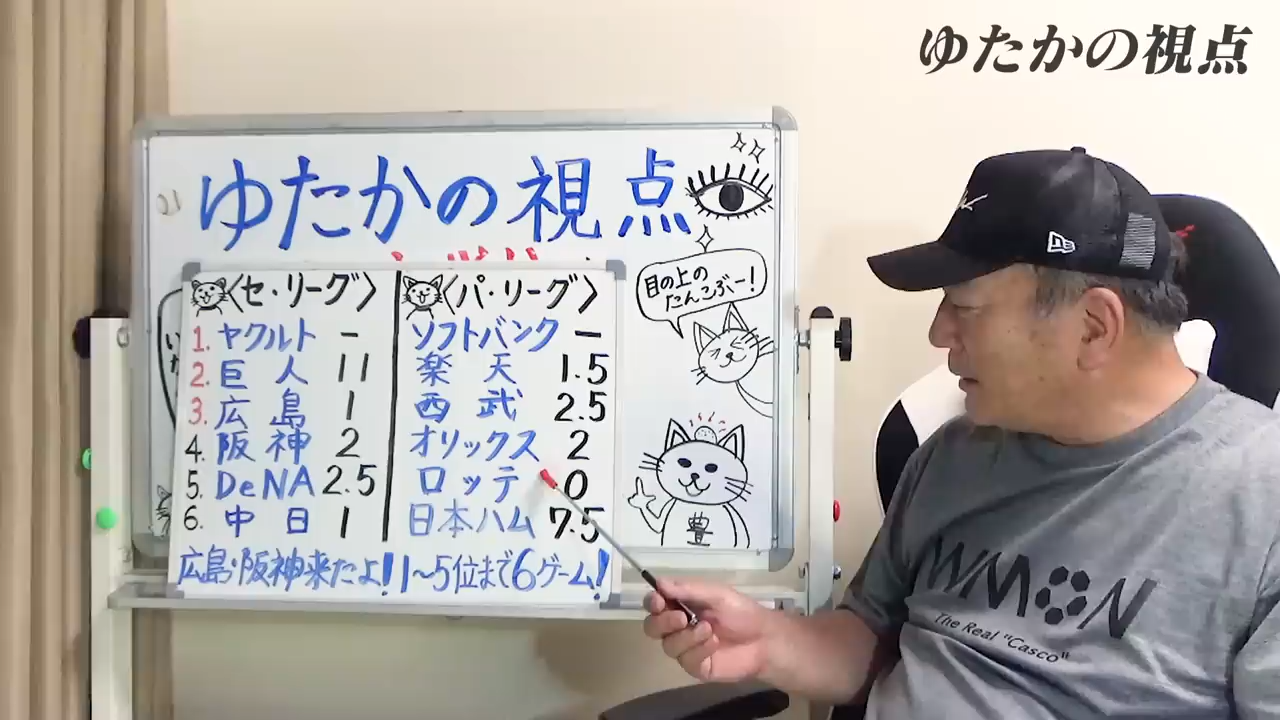 ゆたかの視点
ゆたかの視点
目の上の
たんこぶー!
〈セ・リーグ〉
1. ヤクルト -
2. 巨人 11
3. 広島 1
4. 阪神 2
5. DeNA 2.5
6. 中日 1
〈パ・リーグ〉
ソフトバンク -
楽天 1.5
西武 2.5
オリックス 2
ロッテ 0
日本ハム 7.5
広島・阪神来たよ! 1〜5位まで6ゲーム!
豊
WMON
The Real "Casco"